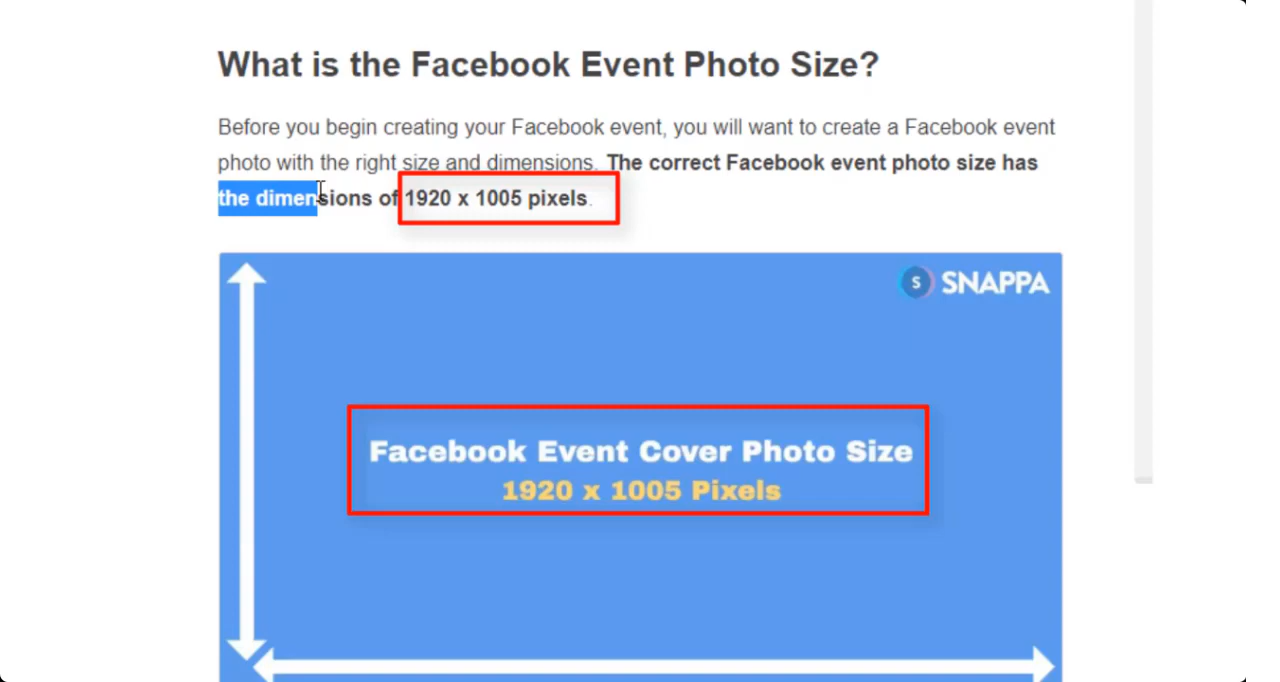 What is the Facebook Event Photo Size?
Before you begin creating your Facebook event, you will want to create a Facebook event
photo with the right size and dimensions. The correct Facebook event photo size has
the dimensions of 1920 x 1005 pixels.
S SNAPPA
Facebook Event Cover Photo Size
1920 x 1005 Pixels